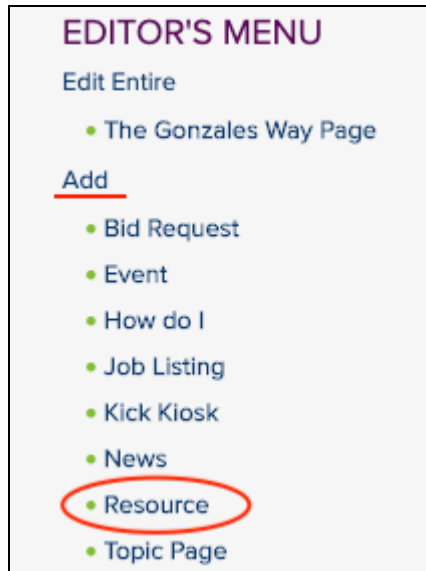 EDITOR'S MENU
Edit Entire
The Gonzales Way Page
Add
Bid Request
Event
How do I
Job Listing
Kick Kiosk
News
Resource
Topic Page